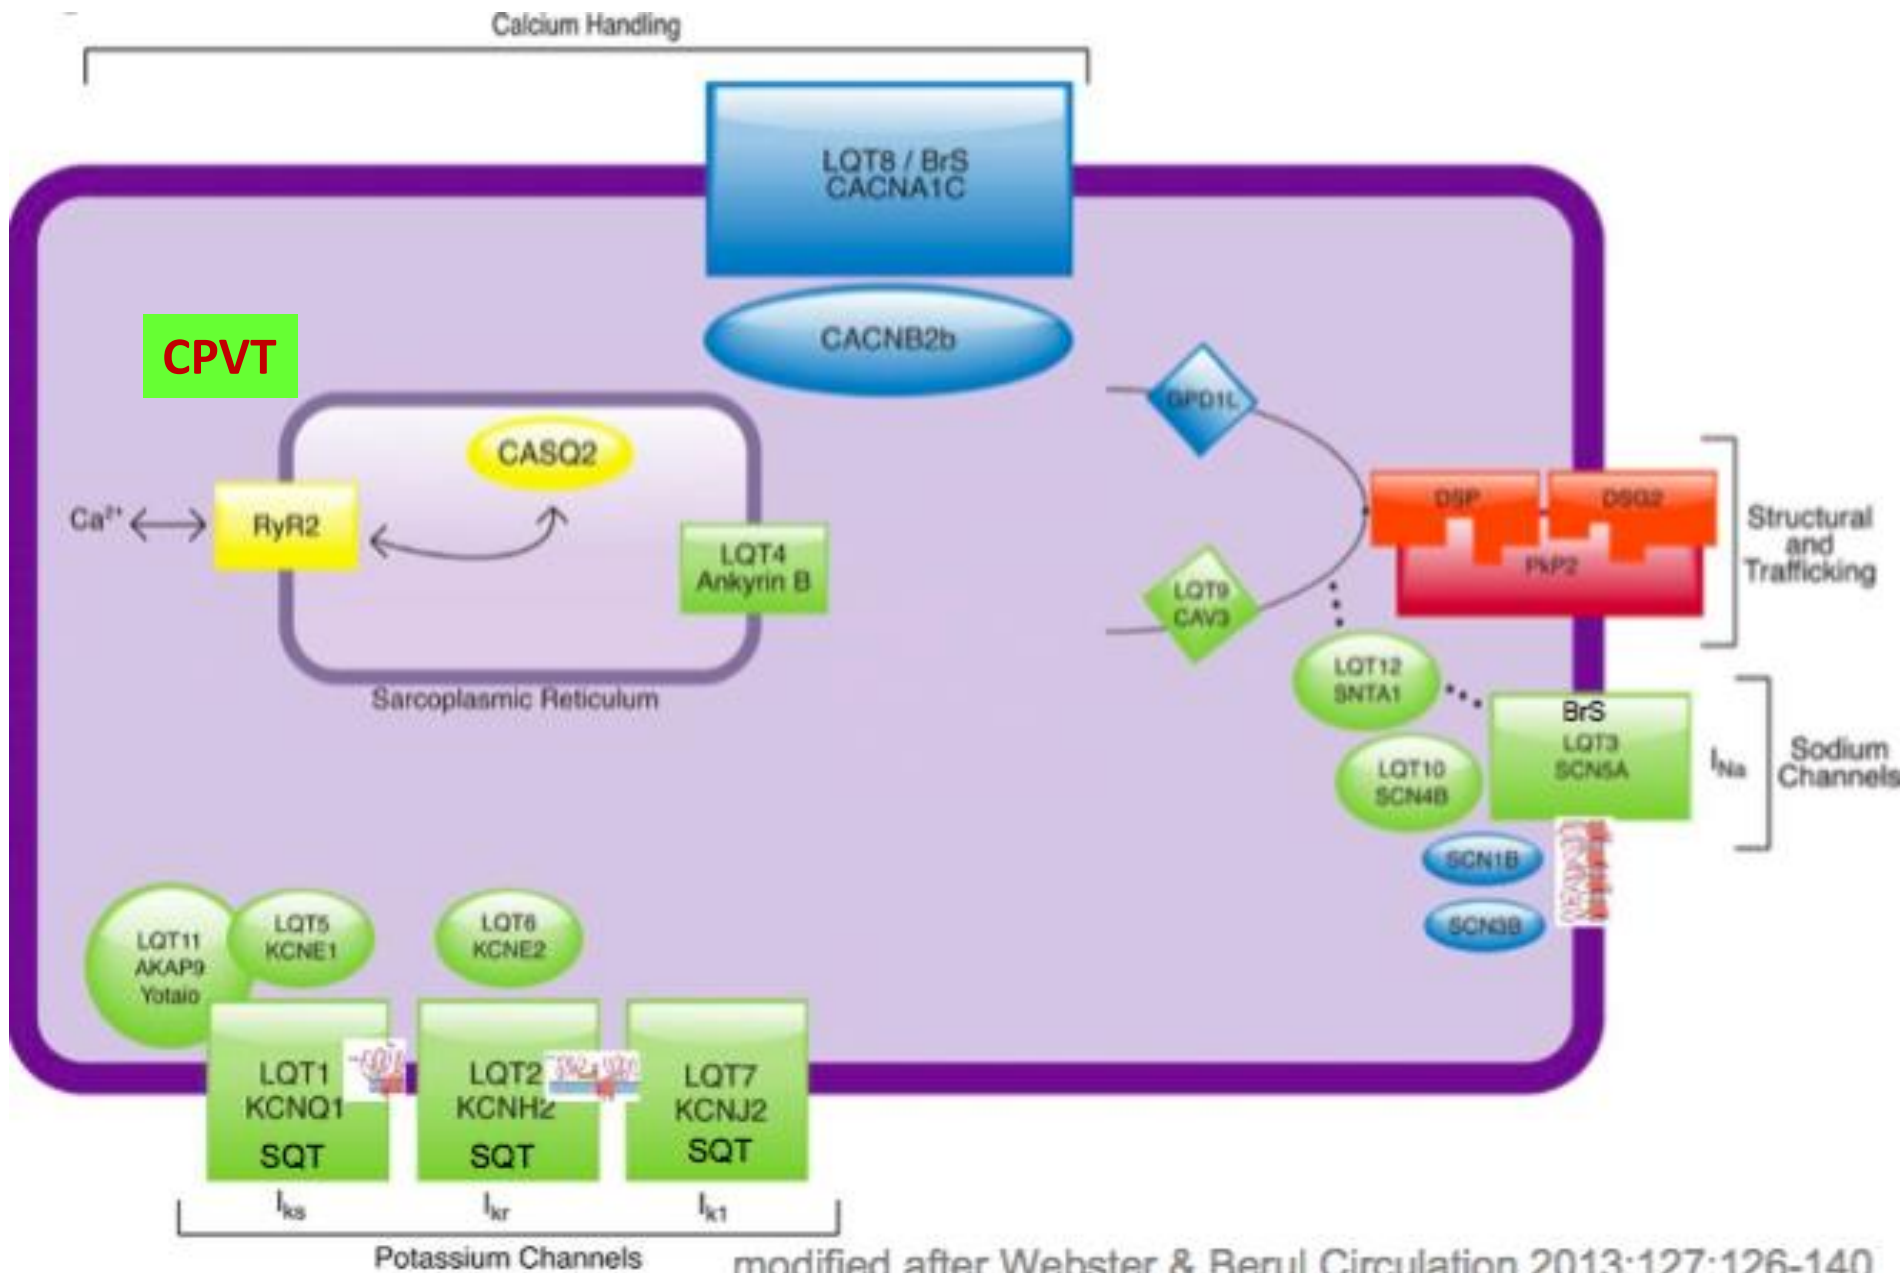 Calcium Handling
LQT8 / BrS
CACNA1C
CACNB2b
CPVT
CASQ2
Ca²⁺
RyR2
LQT4
Ankyrin B
Sarcoplasmic Reticulum
GPD1L
LQT9
CAV3
DSP
DSG2
PkP2
Structural
and
Trafficking
LQT12
SNTA1
BrS
LQT3
SCN5A
LQT10
SCN4B
SCN1B
SCN3B
INa
Sodium
Channels
LQT11
AKAP9
Yotaio
LQT5
KCNE1
LQT6
KCNE2
LQT1
KCNQ1
SQT
LQT2
KCNH2
SQT
LQT7
KCNJ2
SQT
Iks
Ikr
Ik1
Potassium Channels
modified after Webster & Berul Circulation 2013;127:126-140